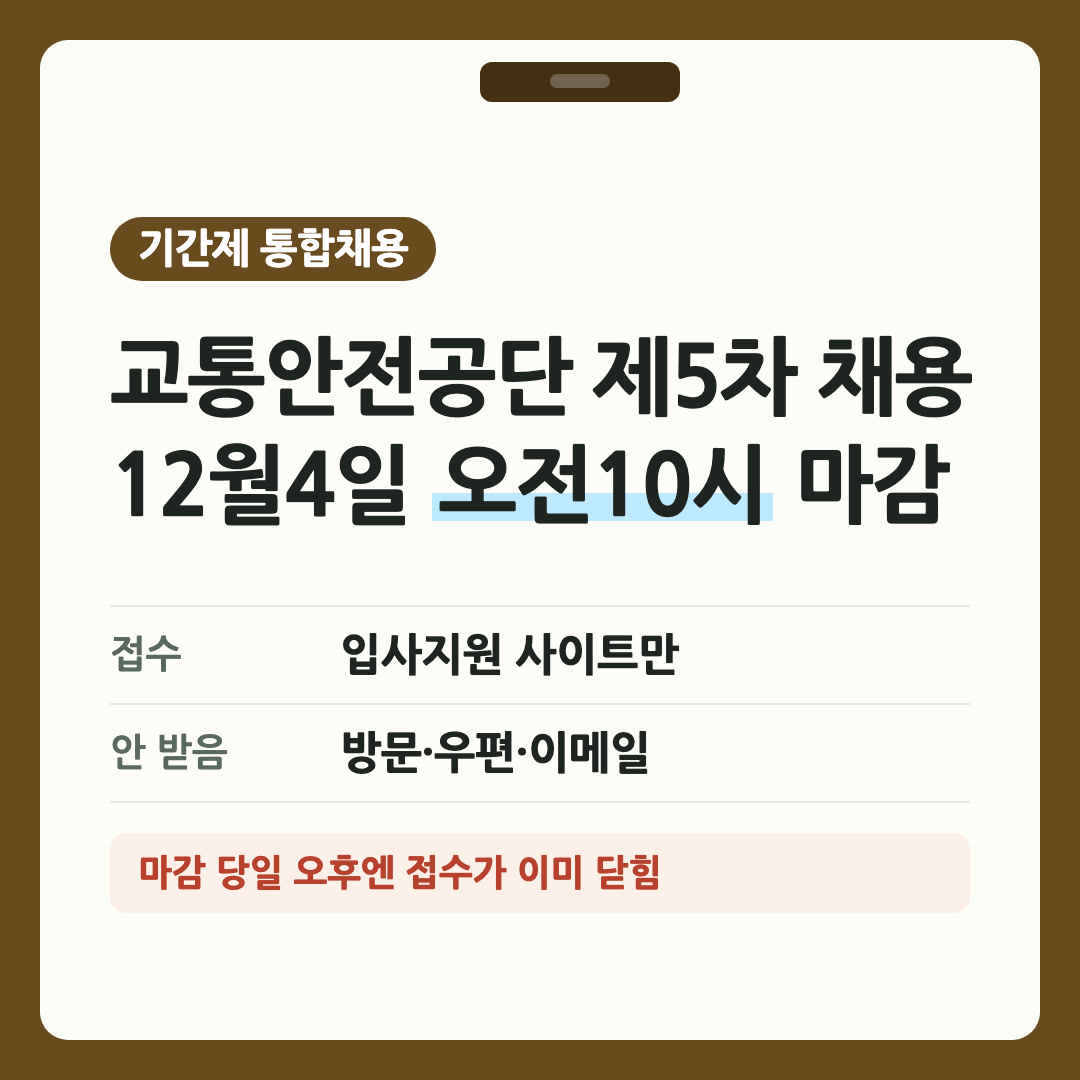 기간제 통합채용
교통안전공단 제5차 채용
12월4일 오전10시 마감
접수 입사지원 사이트만
안 받음 방문·우편·이메일
마감 당일 오후엔 접수가 이미 닫힘